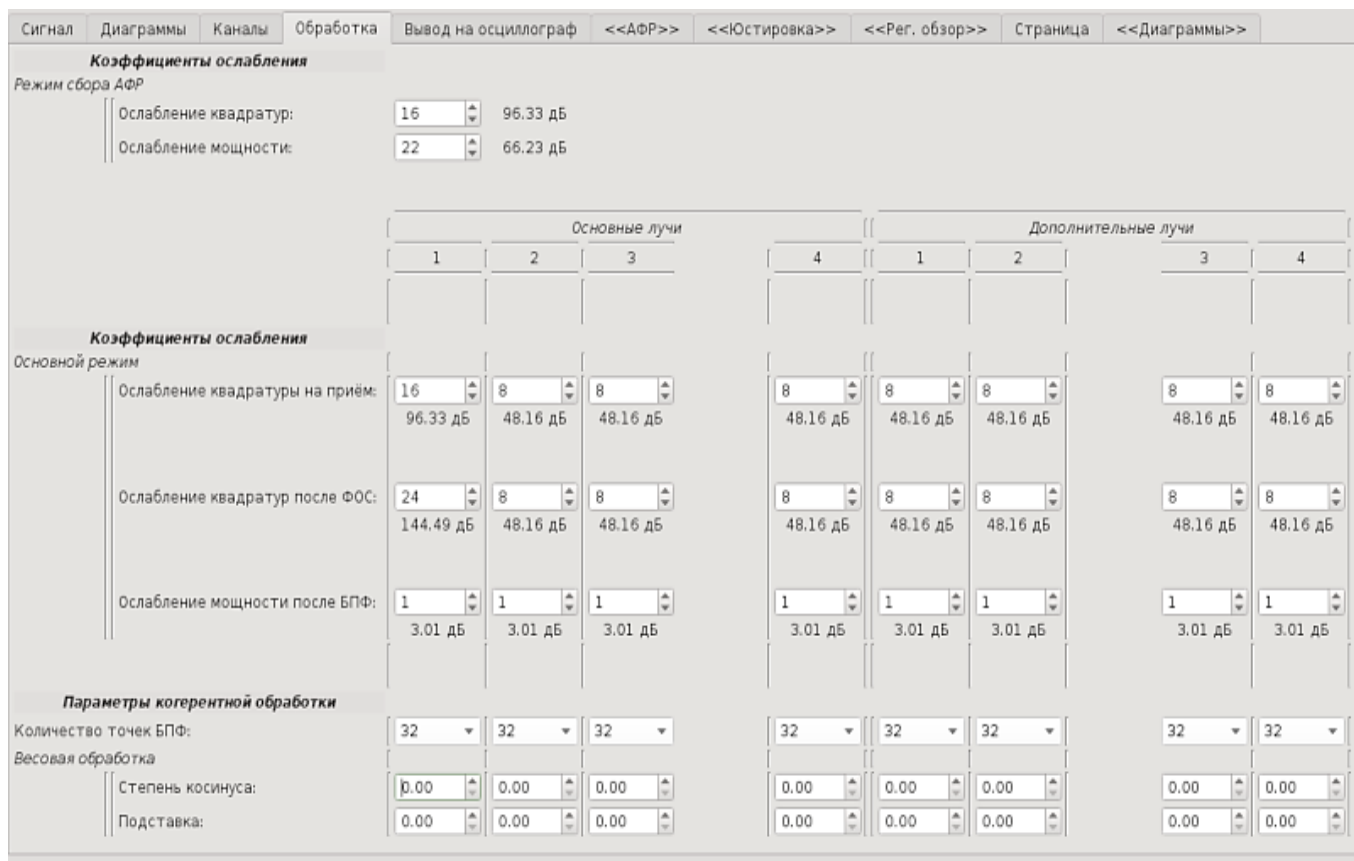 Сигнал Диаграммы Каналы Обработка Вывод на осциллограф <<АФР>> <<Юстировка>> <<Рег. обзор>> Страница <<Диаграммы>>
Коэффициенты ослабления
Режим сбора АФР
Ослабление квадратур: 16 96.33 дБ
Ослабление мощности: 22 66.23 дБ
Основные лучи Дополнительные лучи
1 2 3 4 1 2 3 4
Коэффициенты ослабления
Основной режим
Ослабление квадратуры на приём: 16 8 8 8 8 8 8 8
96.33 дБ 48.16 дБ 48.16 дБ 48.16 дБ 48.16 дБ 48.16 дБ 48.16 дБ 48.16 дБ
Ослабление квадратур после ФОС: 24 8 8 8 8 8 8 8
144.49 дБ 48.16 дБ 48.16 дБ 48.16 дБ 48.16 дБ 48.16 дБ 48.16 дБ 48.16 дБ
Ослабление мощности после БПФ: 1 1 1 1 1 1 1 1
3.01 дБ 3.01 дБ 3.01 дБ 3.01 дБ 3.01 дБ 3.01 дБ 3.01 дБ 3.01 дБ
Параметры когерентной обработки
Количество точек БПФ: 32 32 32 32 32 32 32 32
Весовая обработка
Степень косинуса: 0.00 0.00 0.00 0.00 0.00 0.00 0.00 0.00
Подставка: 0.00 0.00 0.00 0.00 0.00 0.00 0.00 0.00